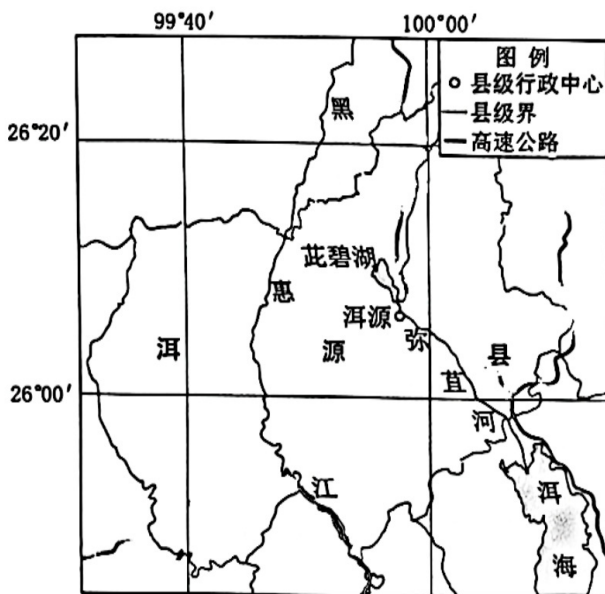 99°40′
100°00′
图例
县级行政中心
县级界
高速公路
26°20′
黑
茈碧湖
惠
洱源
弥
洱
源
县
苴
26°00′
河
江
洱
海